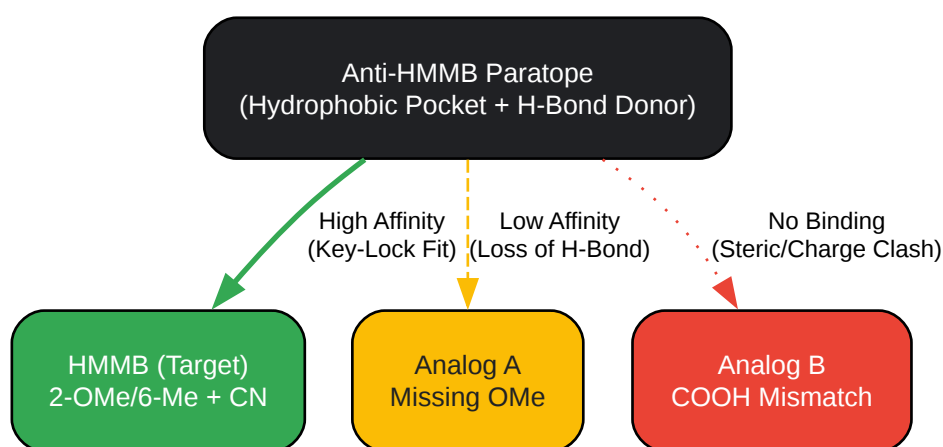 Anti-HMMB Paratope
(Hydrophobic Pocket + H-Bond Donor)
High Affinity
(Key-Lock Fit)
Low Affinity
(Loss of H-Bond)
No Binding
(Steric/Charge Clash)
HMMB (Target)
2-OMe/6-Me + CN
Analog A
Missing OMe
Analog B
COOH Mismatch